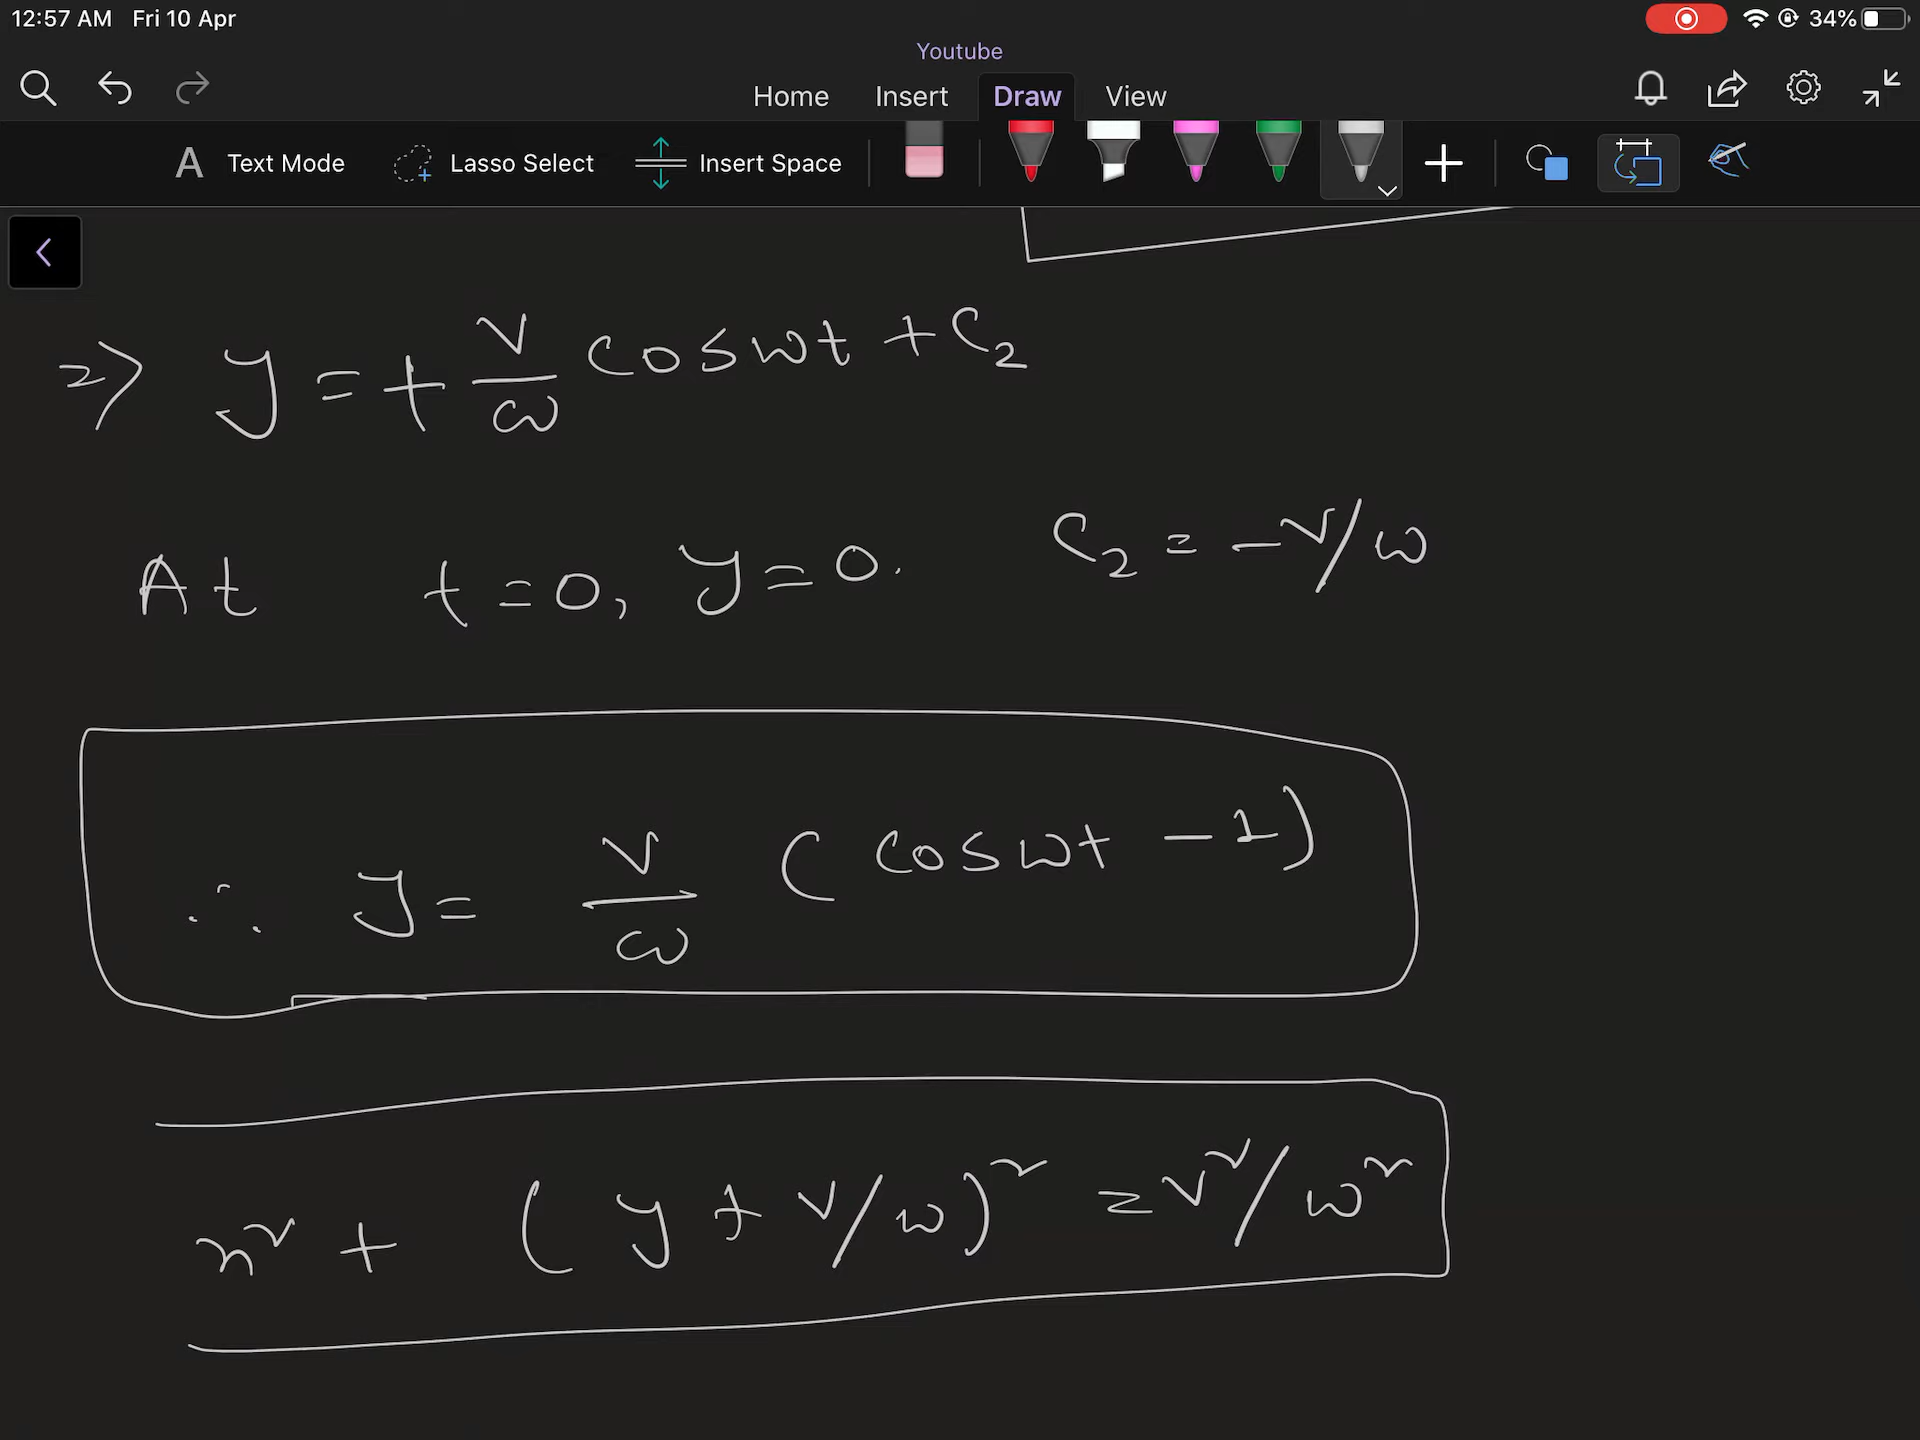 12:57 AM Fri 10 Apr 34%
Youtube
Home Insert Draw View
A Text Mode Lasso Select Insert Space
=> y = + v/ω cos ωt + C₂
At t = 0, y = 0. C₂ = -v/ω
∴ y = v/ω (cos ωt - 1)
x² + (y + v/ω)² = v²/ω²